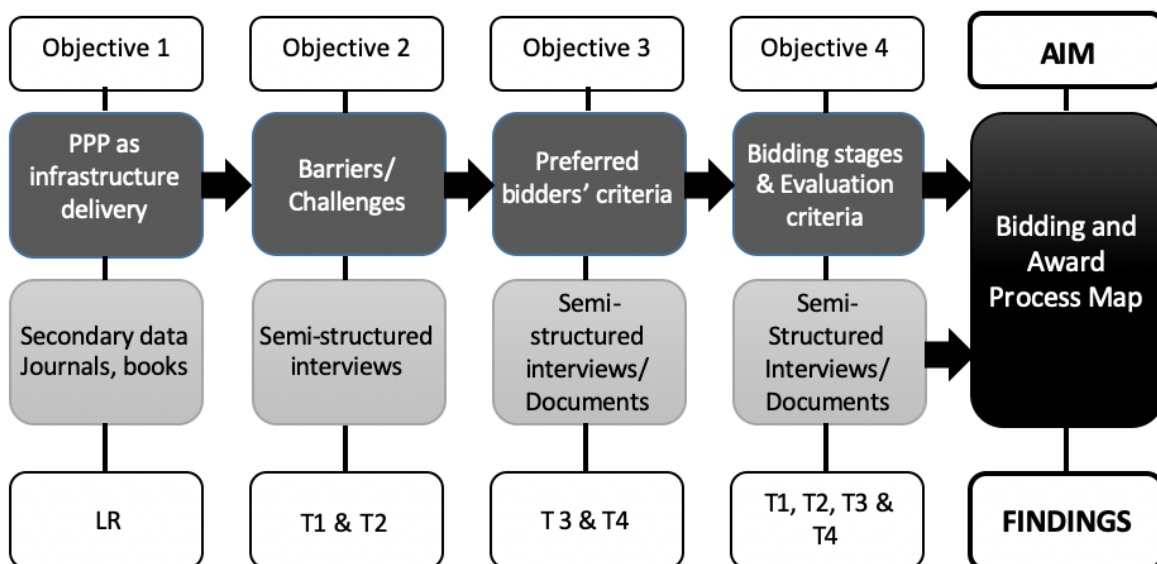 Objective 1
Objective 2
Objective 3
Objective 4
AIM
PPP as
infrastructure
delivery
Barriers/
Challenges
Preferred
bidders’ criteria
Bidding stages
& Evaluation
criteria
Bidding and
Award
Process Map
Secondary data
Journals, books
Semi-structured
interviews
Semi-
structured
interviews/
Documents
Semi-
Structured
Interviews/
Documents
LR
T1 & T2
T 3 & T4
T1, T2, T3 &
T4
FINDINGS